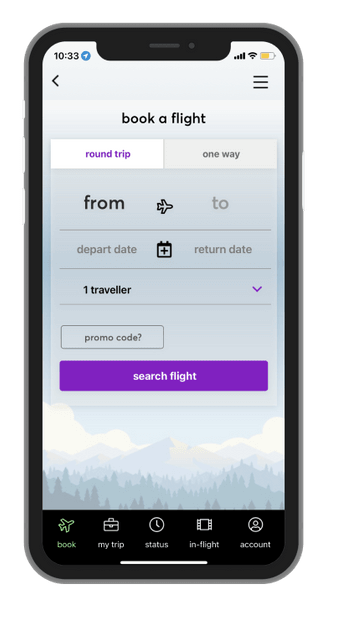 10:33
book a flight
round trip one way
from to
depart date return date
1 traveller
promo code?
search flight
book my trip status in-flight account